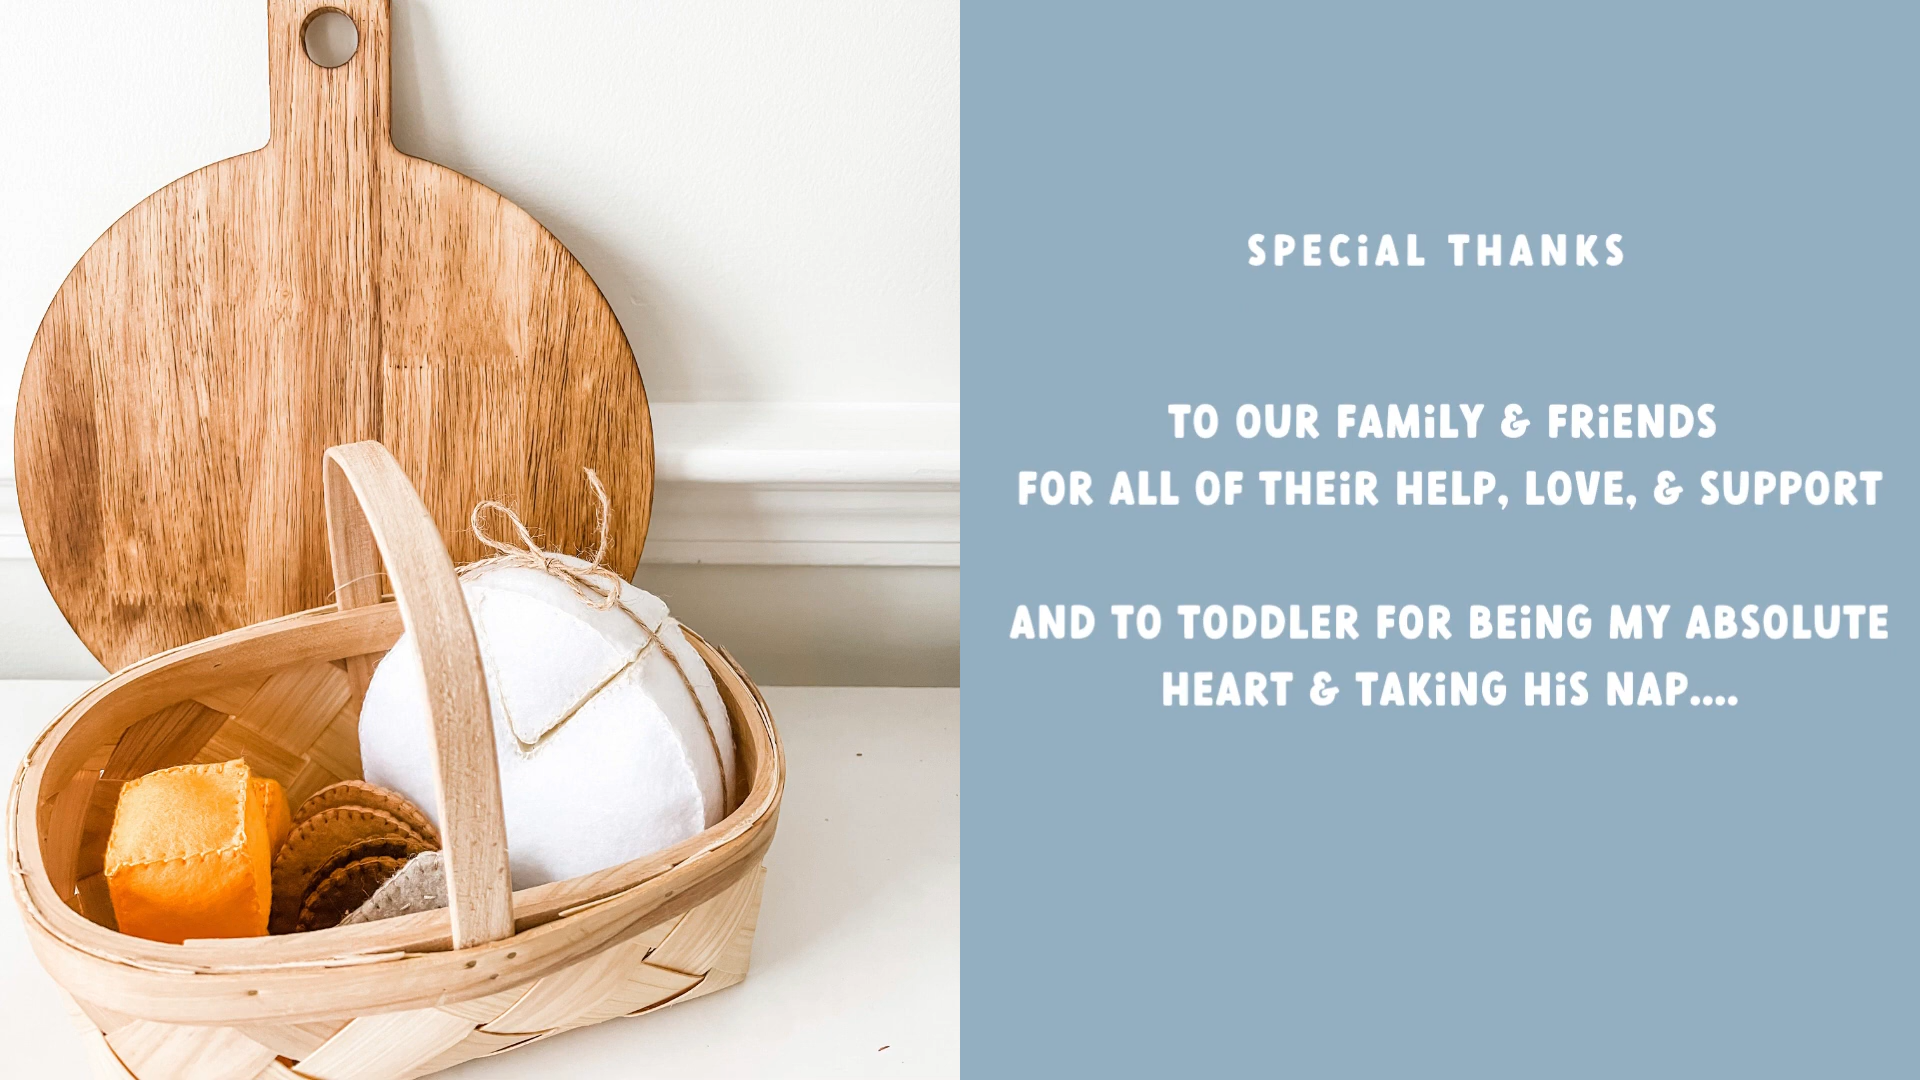 SPECiAL THANKS
TO OUR FAMiLY & FRiENDS
FOR ALL OF THEiR HELP, LOVE, & SUPPORT
AND TO TODDLER FOR BEiNG MY ABSOLUTE
HEART & TAKiNG HiS NAP....